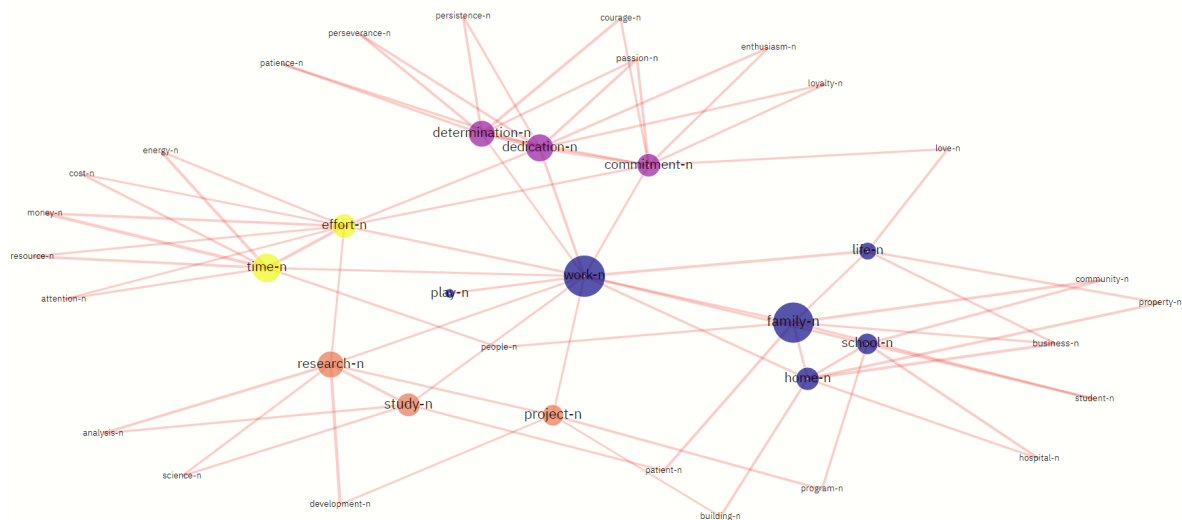 persistence-n
courage-n
perseverance-n
enthusiasm-n
passion-n
patience-n
loyalty-n
determination-n
dedication-n
energy-n
love-n
commitment-n
cost-n
money-n
effort-n
life-n
resource-n
time-n
work-n
community-n
play-n
attention-n
property-n
family-n
people-n
school-n
business-n
research-n
home-n
study-n
student-n
project-n
analysis-n
hospital-n
patient-n
science-n
program-n
development-n
building-n